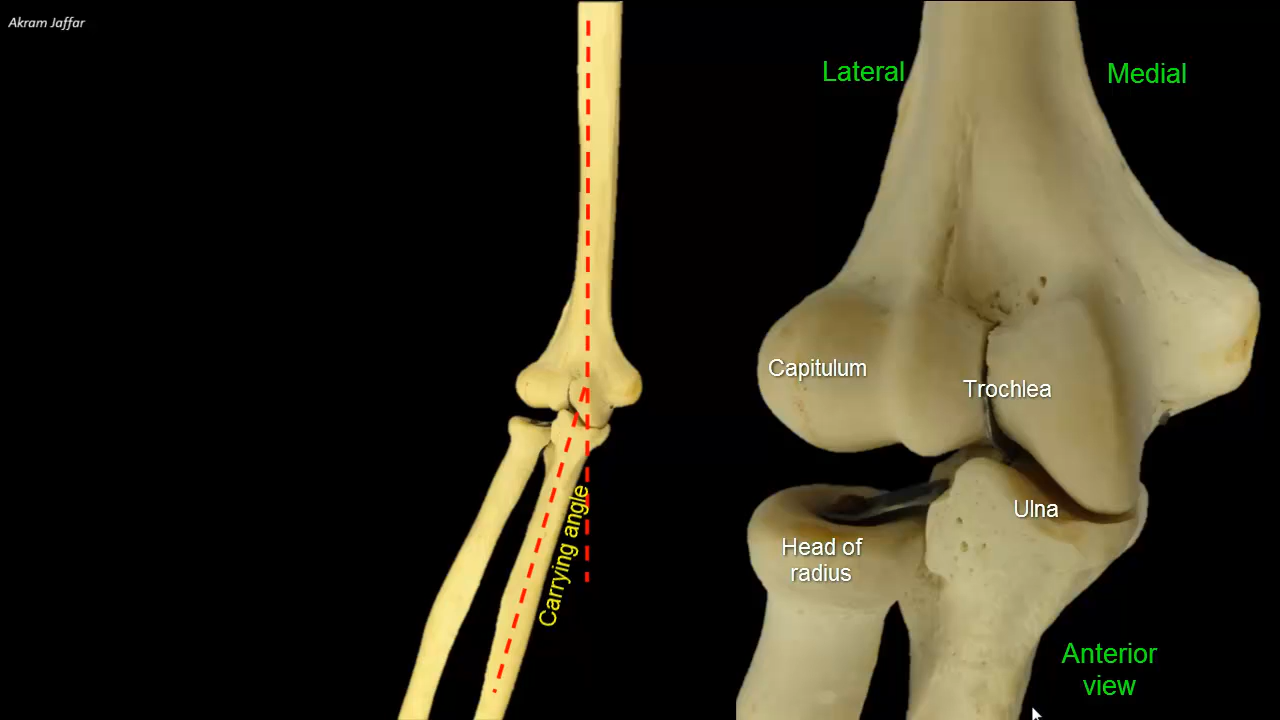 Akram Jaffar
Lateral
Medial
Capitulum
Trochlea
Ulna
Head of
radius
Carrying angle
Anterior
view